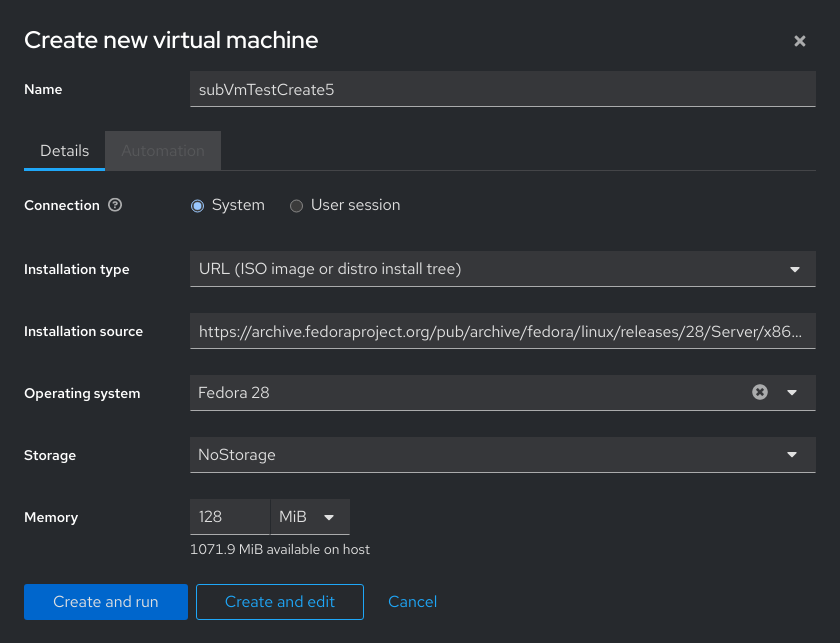 Create new virtual machine
Name
subVmTestCreate5
Details
Automation
Connection
System
User session
Installation type
URL (ISO image or distro install tree)
Installation source
https://archive.fedoraproject.org/pub/archive/fedora/linux/releases/28/Server/x86...
Operating system
Fedora 28
Storage
NoStorage
Memory
128
MiB
1071.9 MiB available on host
Create and run
Create and edit
Cancel